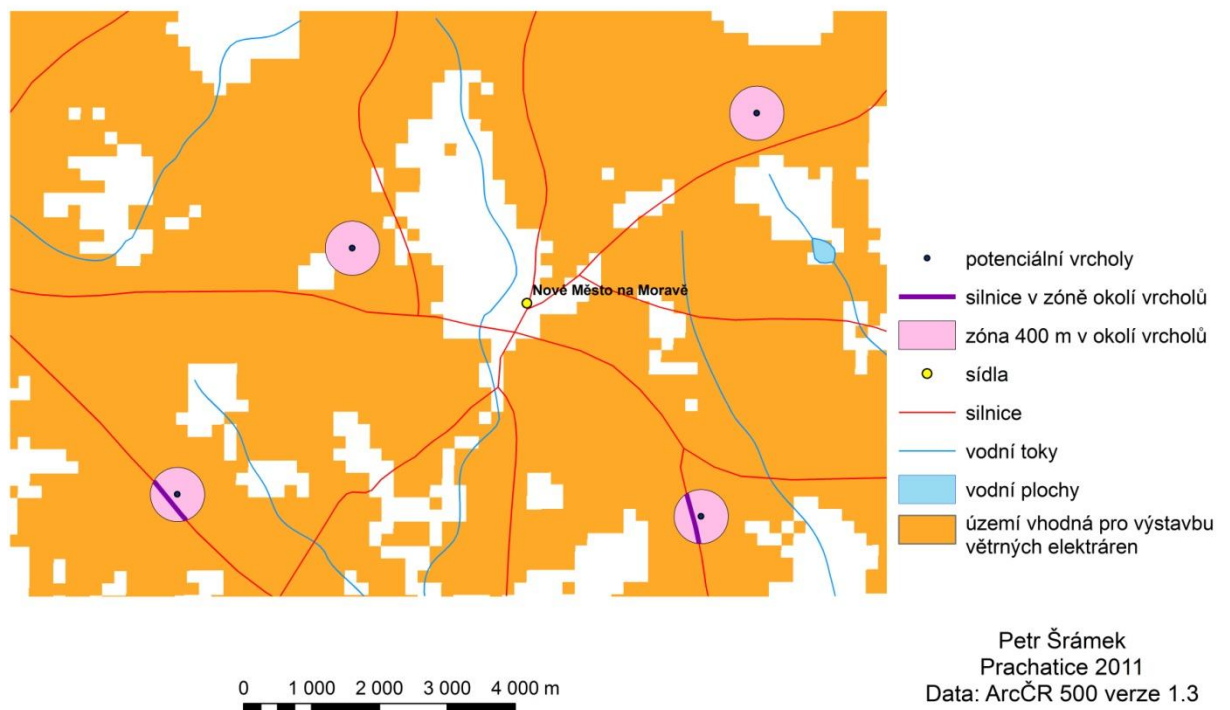 Nové Město na Moravě
potenciální vrcholy
silnice v zóně okolí vrcholů
zóna 400 m v okolí vrcholů
sídla
silnice
vodní toky
vodní plochy
území vhodná pro výstavbu
větrných elektráren
0 1 000 2 000 3 000 4 000 m
Petr Šrámek
Prachatice 2011
Data: ArcČR 500 verze 1.3